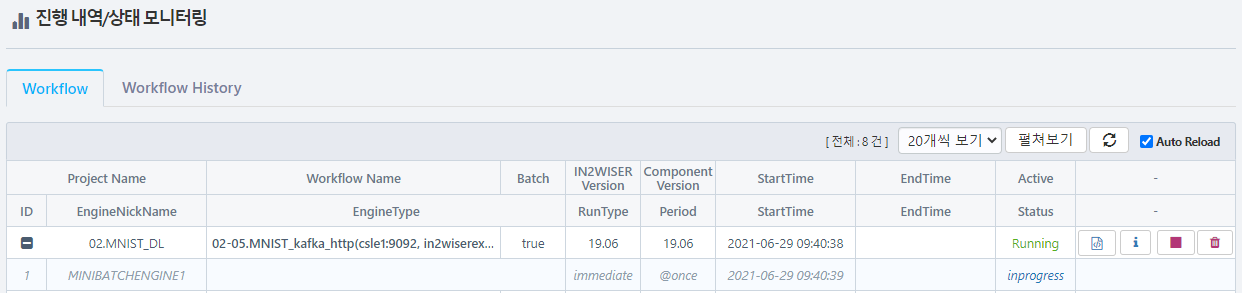 진행 내역/상태 모니터링
Workflow Workflow History
[ 전체 : 8 건 ] 20개씩 보기 펼쳐보기 Auto Reload
Project Name Workflow Name Batch IN2WISER Version Component Version StartTime EndTime Active -
ID EngineNickName EngineType RunType Period StartTime EndTime Status -
02.MNIST_DL 02-05.MNIST_kafka_http(csle1:9092, in2wiserex... true 19.06 19.06 2021-06-29 09:40:38 Running
1 MINIBATCHENGINE1 immediate @once 2021-06-29 09:40:39 inprogress